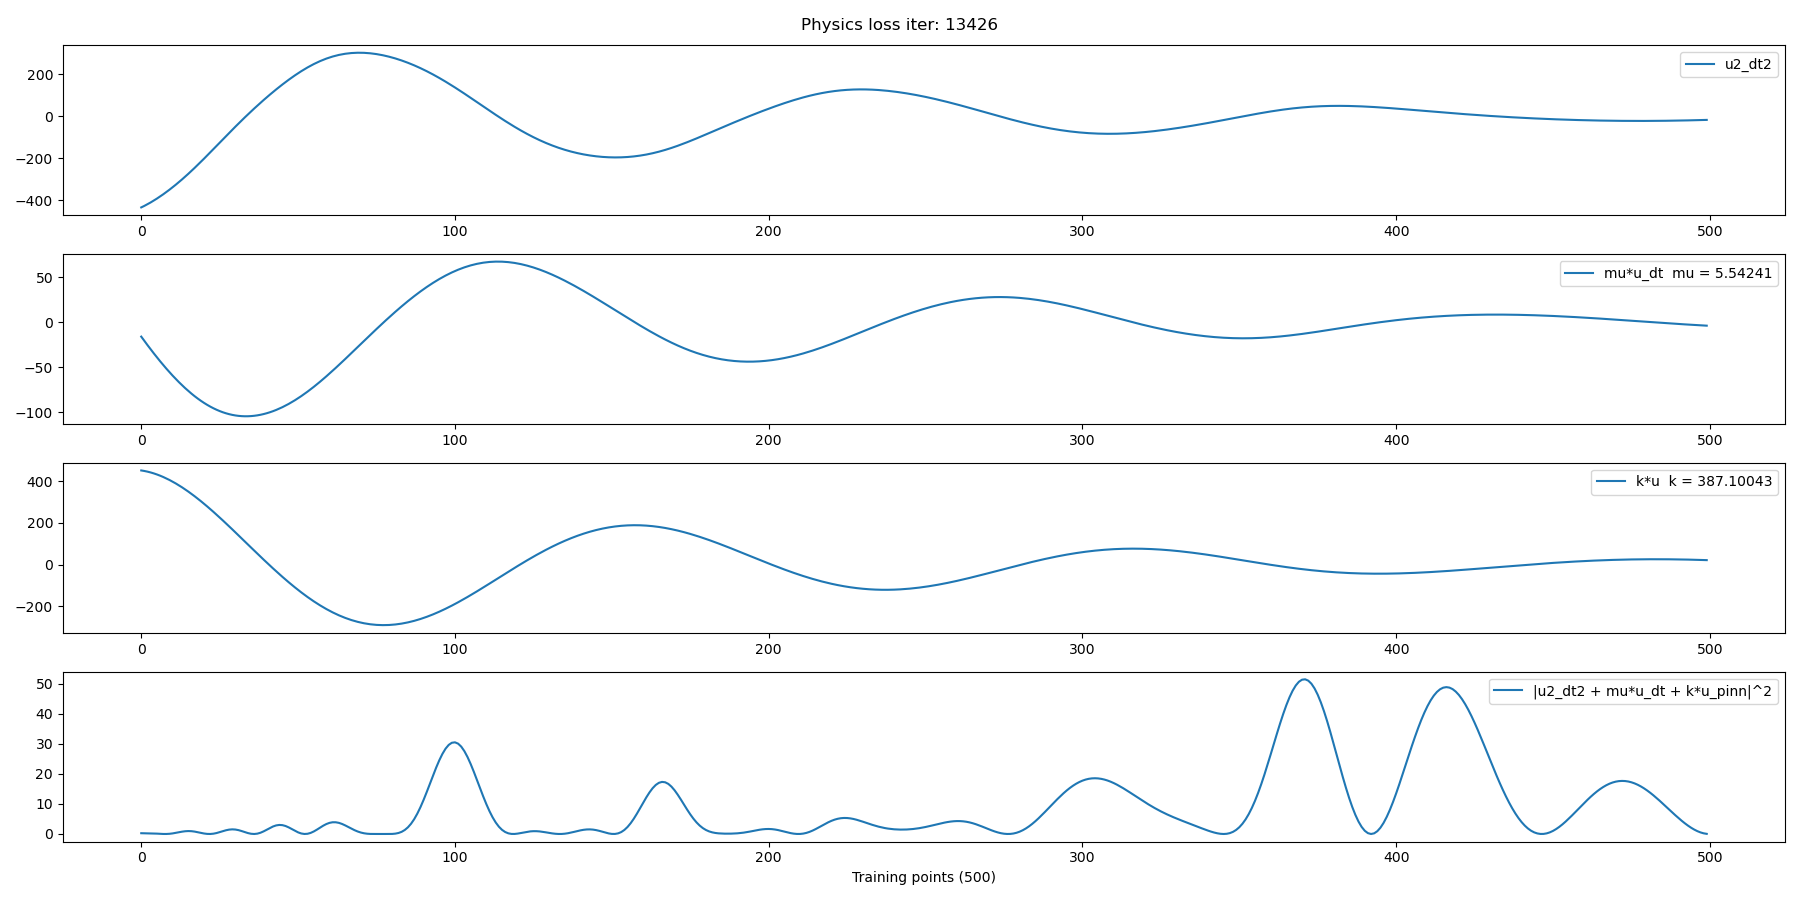 Physics loss iter: 13426
u2_dt2
200
0
−200
−400
0 100 200 300 400 500
mu*u_dt  mu = 5.54241
50
0
−50
−100
0 100 200 300 400 500
k*u  k = 387.10043
400
200
0
−200
0 100 200 300 400 500
|u2_dt2 + mu*u_dt + k*u_pinn|^2
50
40
30
20
10
0
0 100 200 300 400 500
Training points (500)